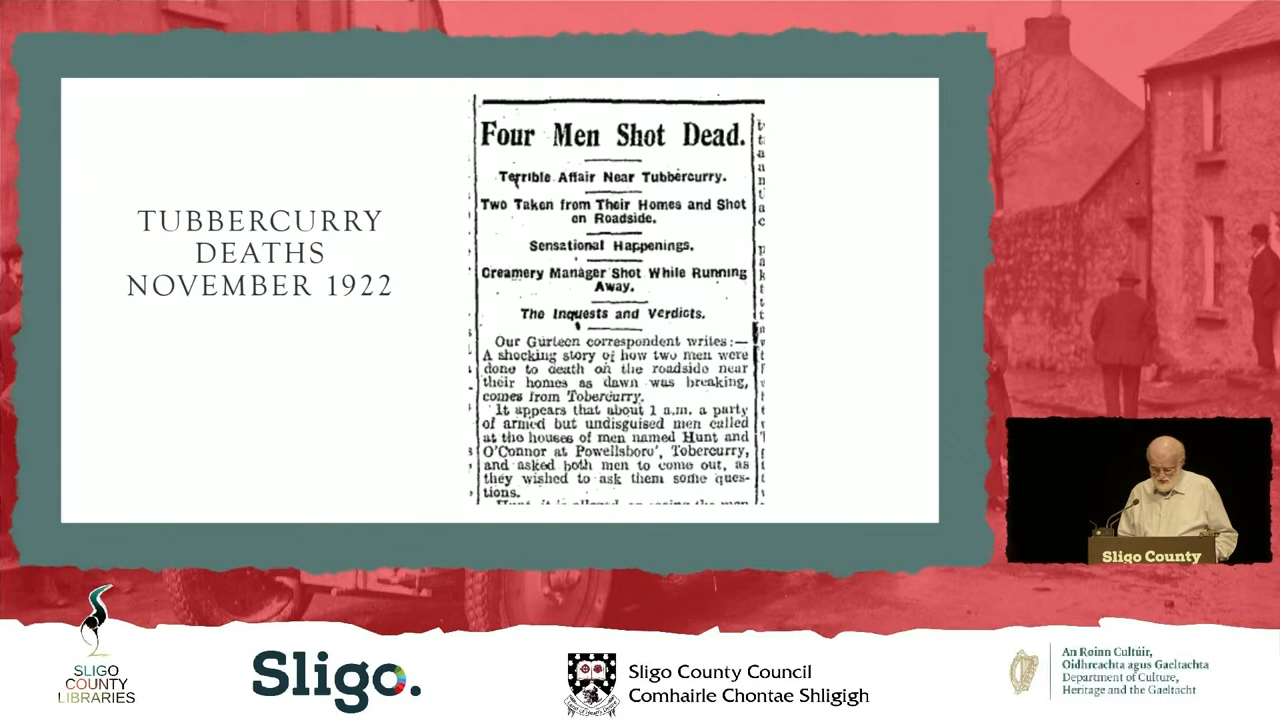 TUBBERCURRY
DEATHS
NOVEMBER 1922
Four Men Shot Dead.
Terrible Affair Near Tubbercurry.
Two Taken from Their Homes and Shot
on Roadside.
Sensational Happenings.
Creamery Manager Shot While Running
Away.
The Inquests and Verdicts.
Our Gurteen correspondent writes:—
A shocking story of how two men were
done to death on the roadside near
their homes as dawn was breaking,
comes from Tobercurry.
It appears that about 1 a.m. a party
of armed but undisguised men called
at the houses of men named Hunt and
O'Connor at Powellsboro', Tobercurry,
and asked both men to come out, as
they wished to ask them some ques-
tions.
Sligo County
SLIGO
COUNTY
LIBRARIES
Sligo.
Sligo County Council
Comhairle Chontae Shligigh
An Roinn Cultúir,
Oidhreachta agus Gaeltachta
Department of Culture,
Heritage and the Gaeltacht